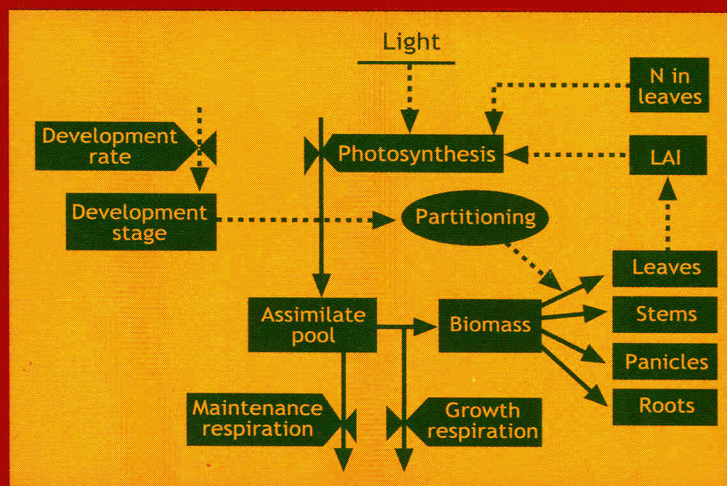 Light
N in
leaves
Development
rate
Photosynthesis
LAI
Development
stage
Partitioning
Leaves
Assimilate
pool
Biomass
Stems
Panicles
Maintenance
respiration
Growth
respiration
Roots